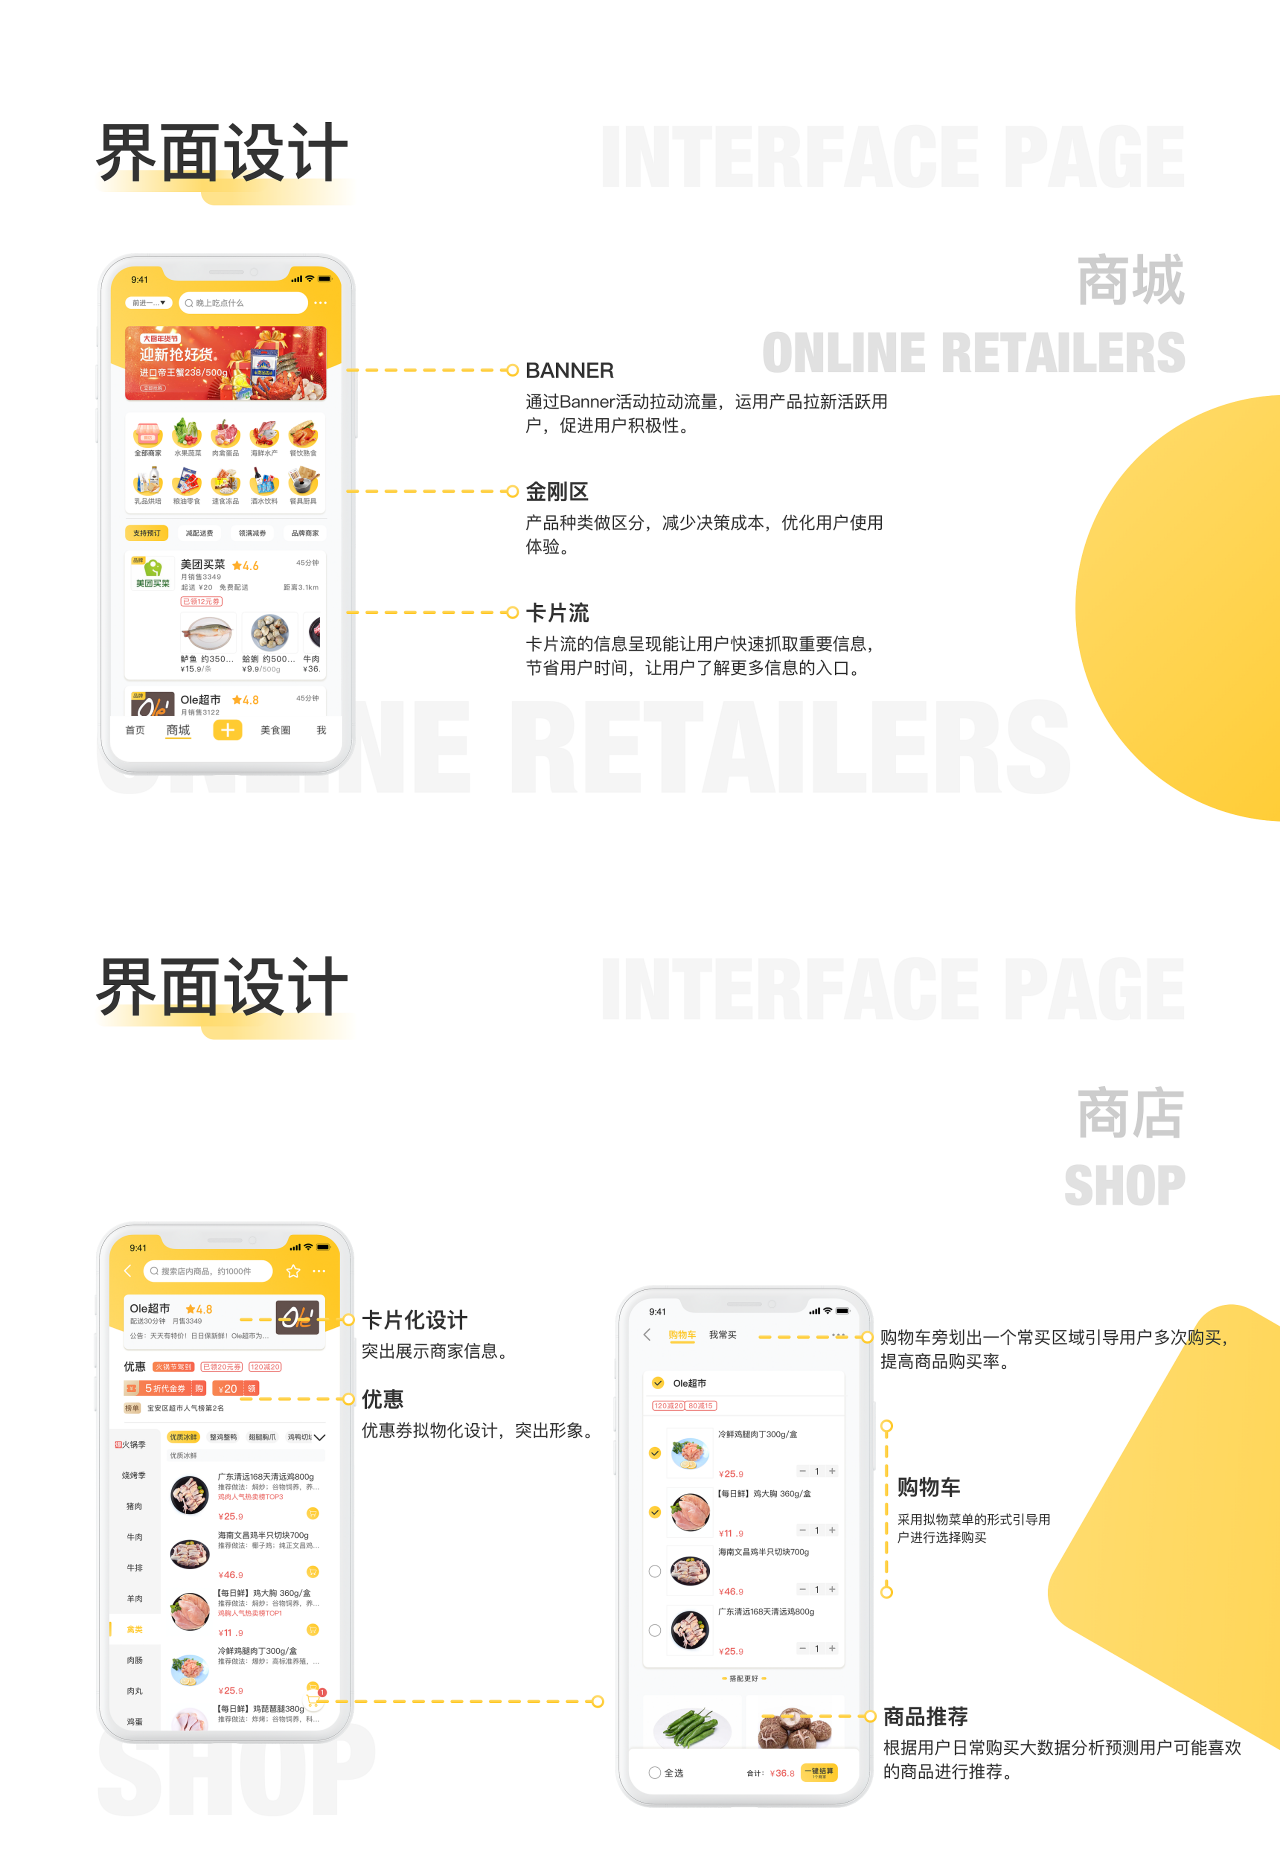 界面设计
INTERFACE PAGE
商城
ONLINE RETAILERS
9:41
前进一...▼
晚上吃点什么
大厨年货节
迎新抢好货。
进口帝王蟹238/500g
全部商家
水果蔬菜
肉禽蛋品
海鲜水产
餐饮熟食
乳品烘焙
粮油零食
速食冻品
酒水饮料
餐具厨具
支持预订
减配送费
领满减券
品牌商家
品牌
美团买菜
美团买菜
4.6
45分钟
月销售3349
起送 ¥20 免费配送
距离3.1km
已领12元券
鲈鱼 约350...
蛤蜊 约500...
牛肉
¥15.9/条
¥9.9/500g
¥36.
品牌
Ole'
Ole超市
4.8
45分钟
月销售3122
首页
商城
美食圈
我
BANNER
通过Banner活动拉动流量，运用产品拉新活跃用
户，促进用户积极性。
金刚区
产品种类做区分，减少决策成本，优化用户使用
体验。
卡片流
卡片流的信息呈现能让用户快速抓取重要信息，
节省用户时间，让用户了解更多信息的入口。
ONLINE RETAILERS
界面设计
INTERFACE PAGE
商店
SHOP
9:41
搜索店内商品，约1000件
Ole超市
4.8
配送30分钟 月售3349
公告：天天有特价！日日保新鲜！Ole超市为...
Ole'
优惠
火锅节驾到
已领20元券
120减20
5折代金券
购
¥20
领
榜单
宝安区超市人气榜第2名
火锅季
烧烤季
猪肉
牛肉
牛排
羊肉
禽类
肉肠
肉丸
鸡蛋
优质冰鲜
整鸡整鸭
翅腿胸爪
鸡鸭切块
优质冰鲜
广东清远168天清远鸡800g
推荐做法：焖炒；谷物饲养，养...
鸡肉人气热卖榜TOP3
¥25.9
海南文昌鸡半只切块700g
推荐做法：椰子鸡；纯正文昌鸡...
¥46.9
【每日鲜】鸡大胸 360g/盒
推荐做法：焖炒；谷物饲养，养...
鸡胸人气热卖榜TOP1
¥11.9
冷鲜鸡腿肉丁300g/盒
推荐做法：爆炒；高标准养殖，...
¥25.9
1
【每日鲜】鸡琵琶腿380g
推荐做法：炸烤；谷物饲养，科...
卡片化设计
突出展示商家信息。
优惠
优惠券拟物化设计，突出形象。
SHOP
9:41
购物车
我常买
Ole超市
120减20
80减15
冷鲜鸡腿肉丁300g/盒
¥25.9
− 1 +
【每日鲜】鸡大胸 360g/盒
¥11.9
− 1 +
海南文昌鸡半只切块700g
¥46.9
− 1 +
广东清远168天清远鸡800g
¥25.9
− 1 +
搭配更好
全选
合计：¥36.8
一键结算
购物车旁划出一个常买区域引导用户多次购买，
提高商品购买率。
购物车
采用拟物菜单的形式引导用
户进行选择购买
商品推荐
根据用户日常购买大数据分析预测用户可能喜欢
的商品进行推荐。